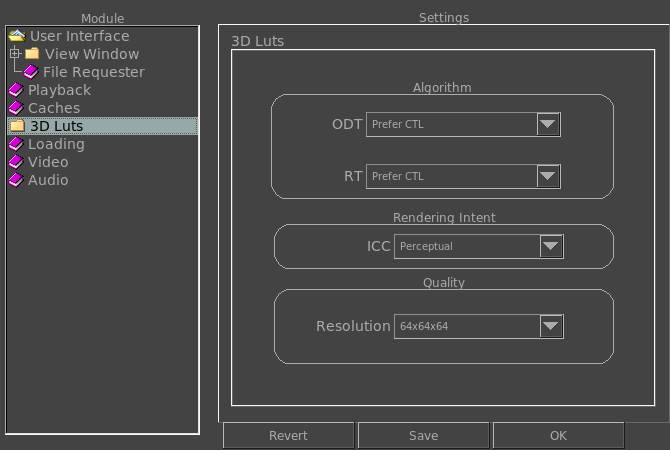 Module
User Interface
View Window
File Requester
Playback
Caches
3D Luts
Loading
Video
Audio
Settings
3D Luts
Algorithm
ODT Prefer CTL
RT Prefer CTL
Rendering Intent
ICC Perceptual
Quality
Resolution 64x64x64
Revert Save OK